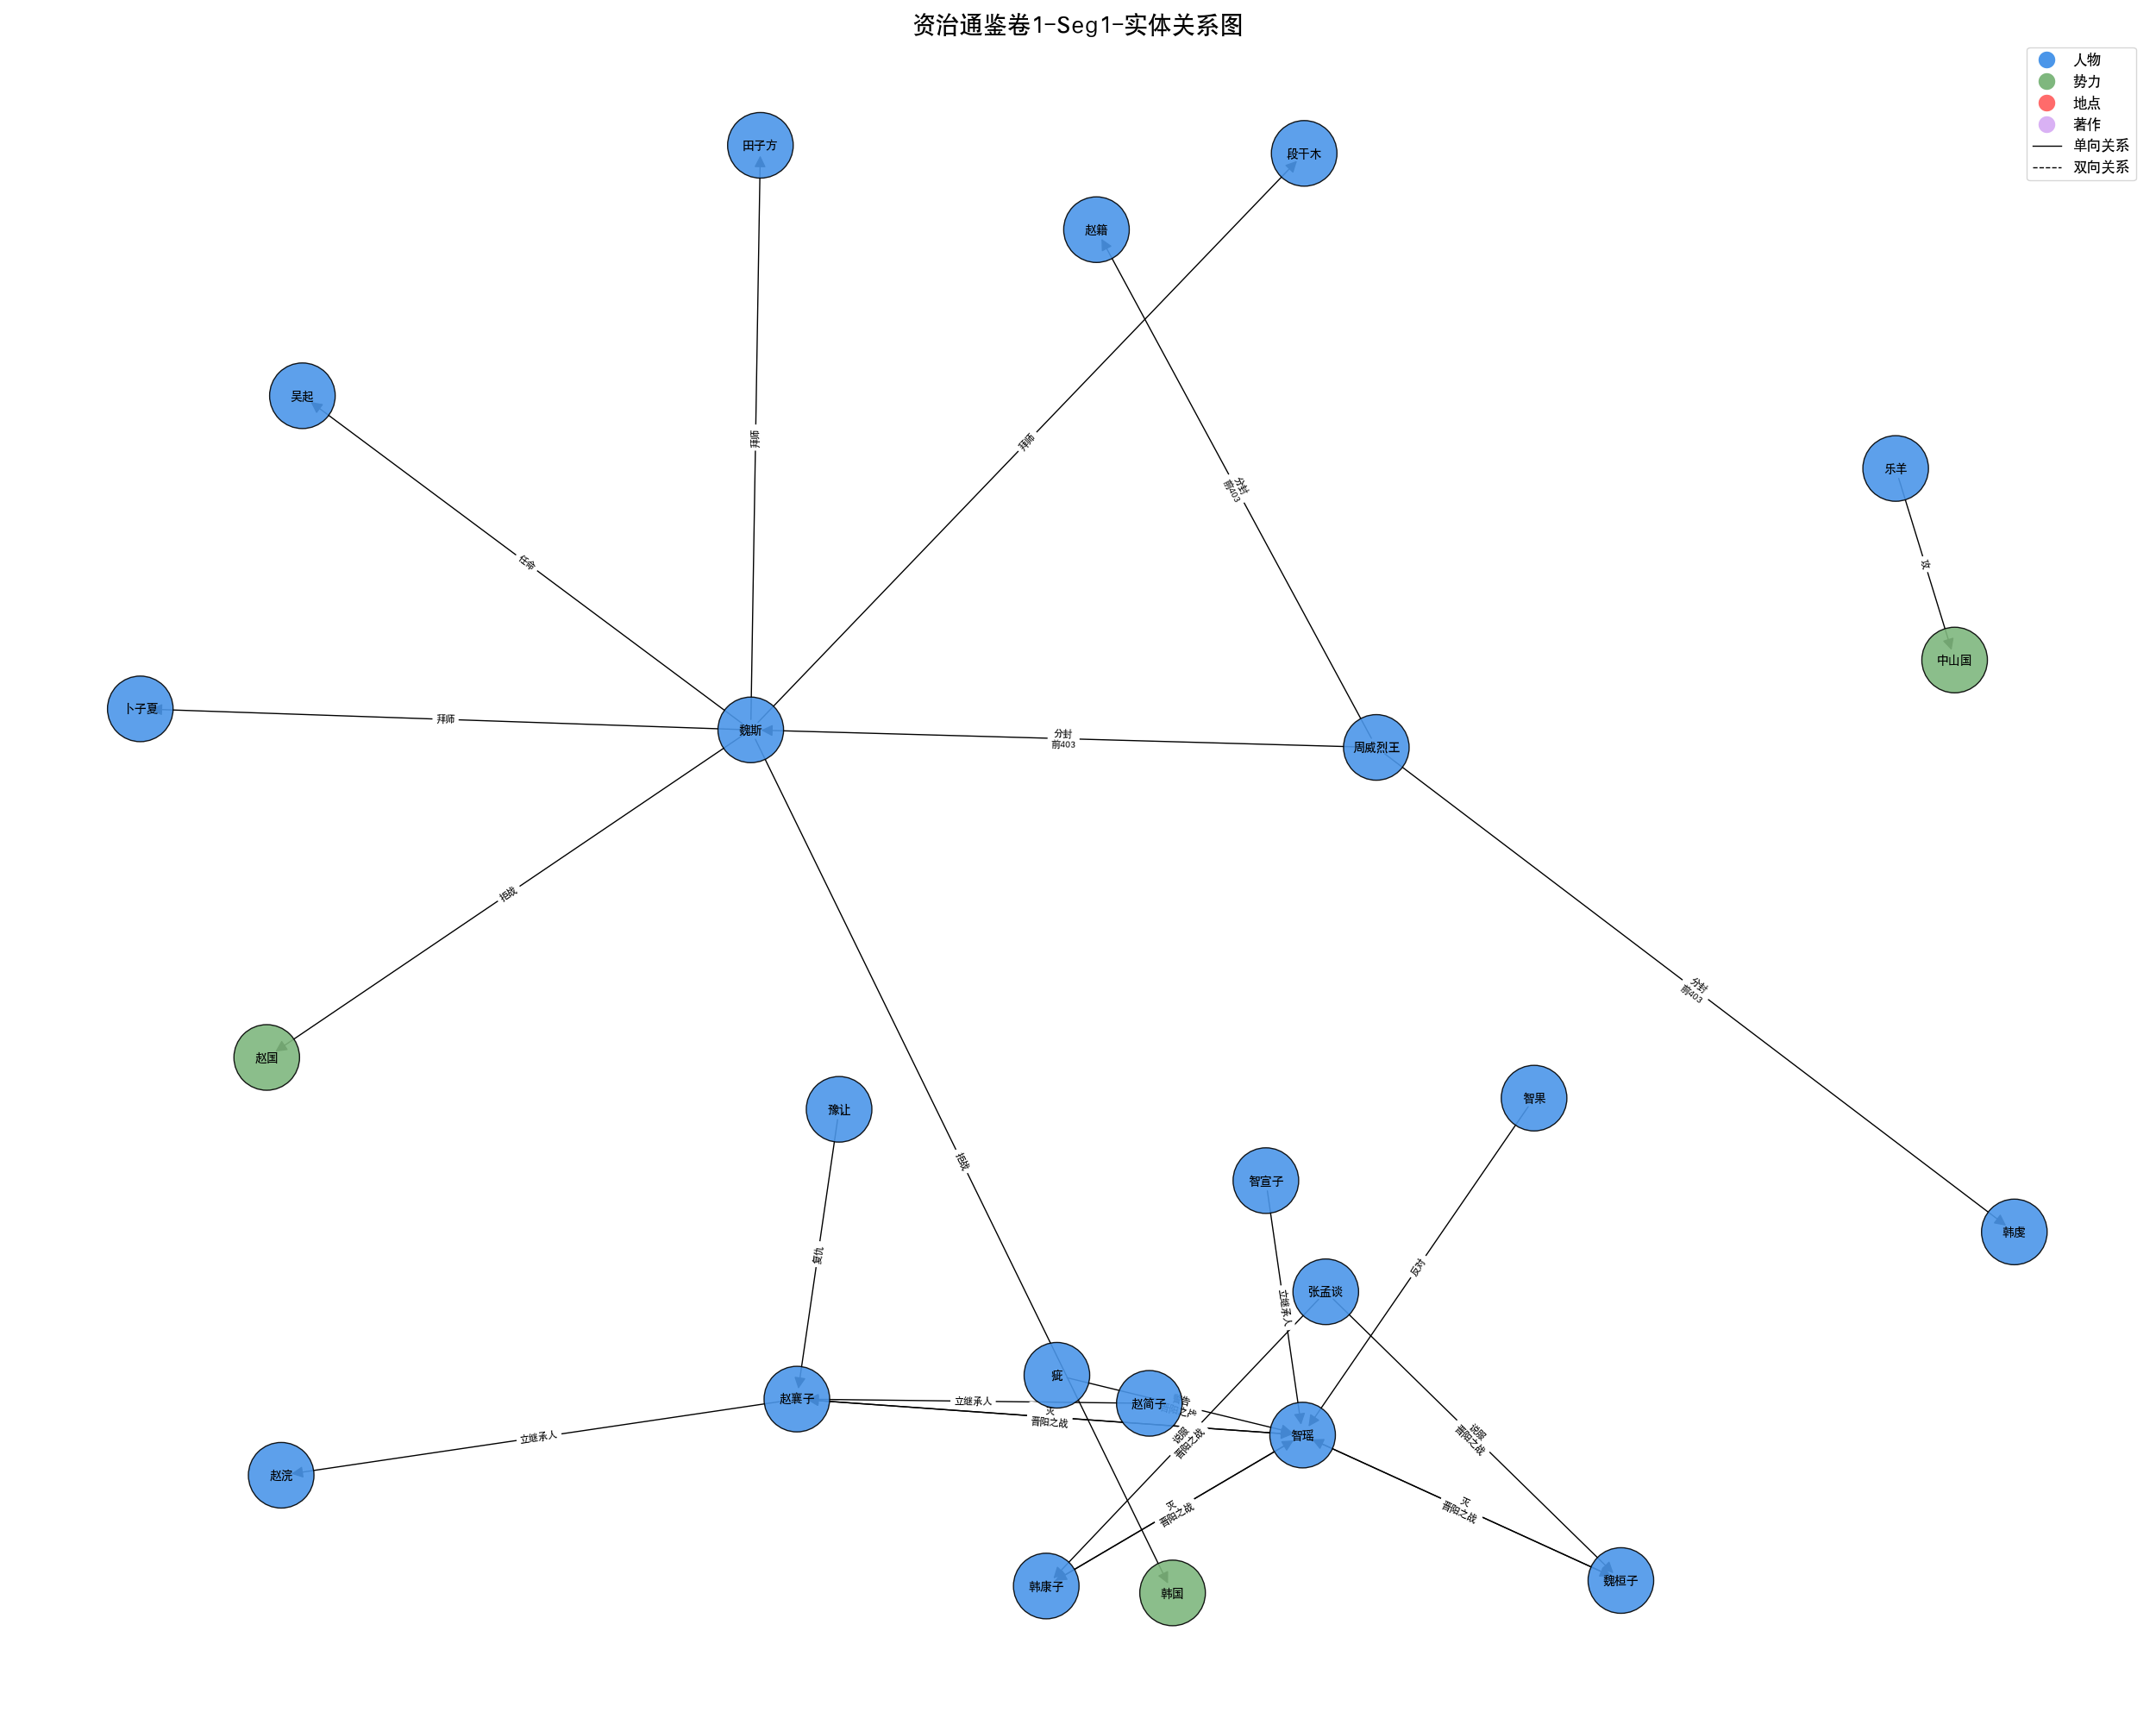 资治通鉴卷1-Seg1-实体关系图
人物
势力
地点
著作
单向关系
双向关系
田子方
段干木
赵籍
吴起
拜师
拜师
乐羊
分封
前403
任命
攻
中山国
卜子夏
拜师
魏斯
分封
前403
周威烈王
拒战
分封
前403
赵国
豫让
智果
拒战
智宣子
韩虔
复仇
反对
张孟谈
立继承人
疵
赵襄子
立继承人
赵简子
告
之战
灭
晋阳之战
智瑶
说服
晋阳之战
说服
晋阳之战
立继承人
赵浣
灭
晋阳之战
灭
晋阳之战
韩康子
韩国
魏桓子